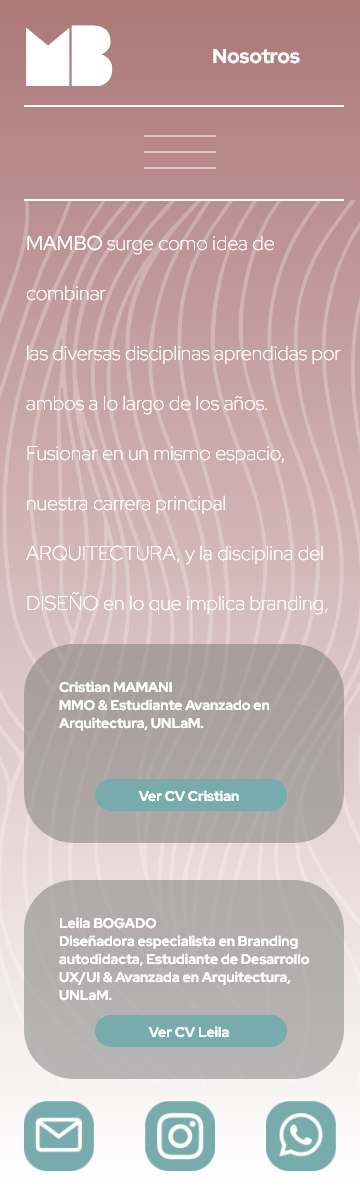 MB
Nosotros
MAMBO surge como idea de
combinar
las diversas disciplinas aprendidas por
ambos a lo largo de los años.
Fusionar en un mismo espacio,
nuestra carrera principal
ARQUITECTURA, y la disciplina del
DISEÑO en lo que implica branding,
Cristian MAMANI
MMO & Estudiante Avanzado en
Arquitectura, UNLaM.
Ver CV Cristian
Leila BOGADO
Diseñadora especialista en Branding
autodidacta, Estudiante de Desarrollo
UX/UI & Avanzada en Arquitectura,
UNLaM.
Ver CV Leila